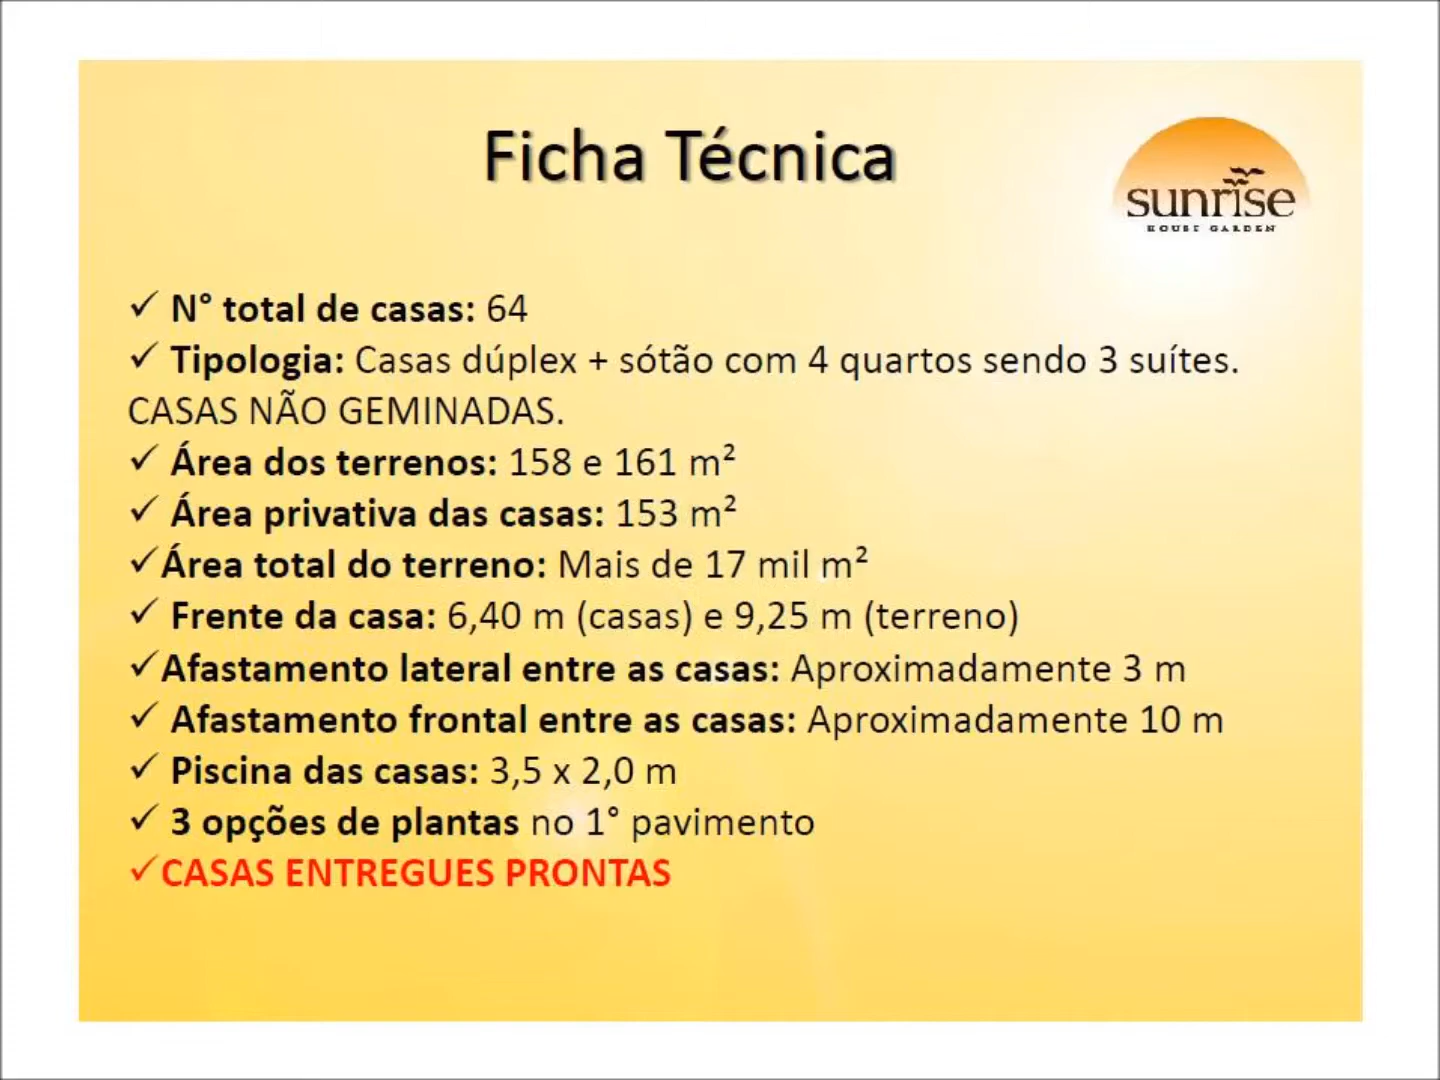 Ficha Técnica
sunrise
HOUSE GARDEN
✓ N° total de casas: 64
✓ Tipologia: Casas dúplex + sótão com 4 quartos sendo 3 suítes.
CASAS NÃO GEMINADAS.
✓ Área dos terrenos: 158 e 161 m²
✓ Área privativa das casas: 153 m²
✓Área total do terreno: Mais de 17 mil m²
✓ Frente da casa: 6,40 m (casas) e 9,25 m (terreno)
✓Afastamento lateral entre as casas: Aproximadamente 3 m
✓ Afastamento frontal entre as casas: Aproximadamente 10 m
✓ Piscina das casas: 3,5 x 2,0 m
✓ 3 opções de plantas no 1° pavimento
✓CASAS ENTREGUES PRONTAS